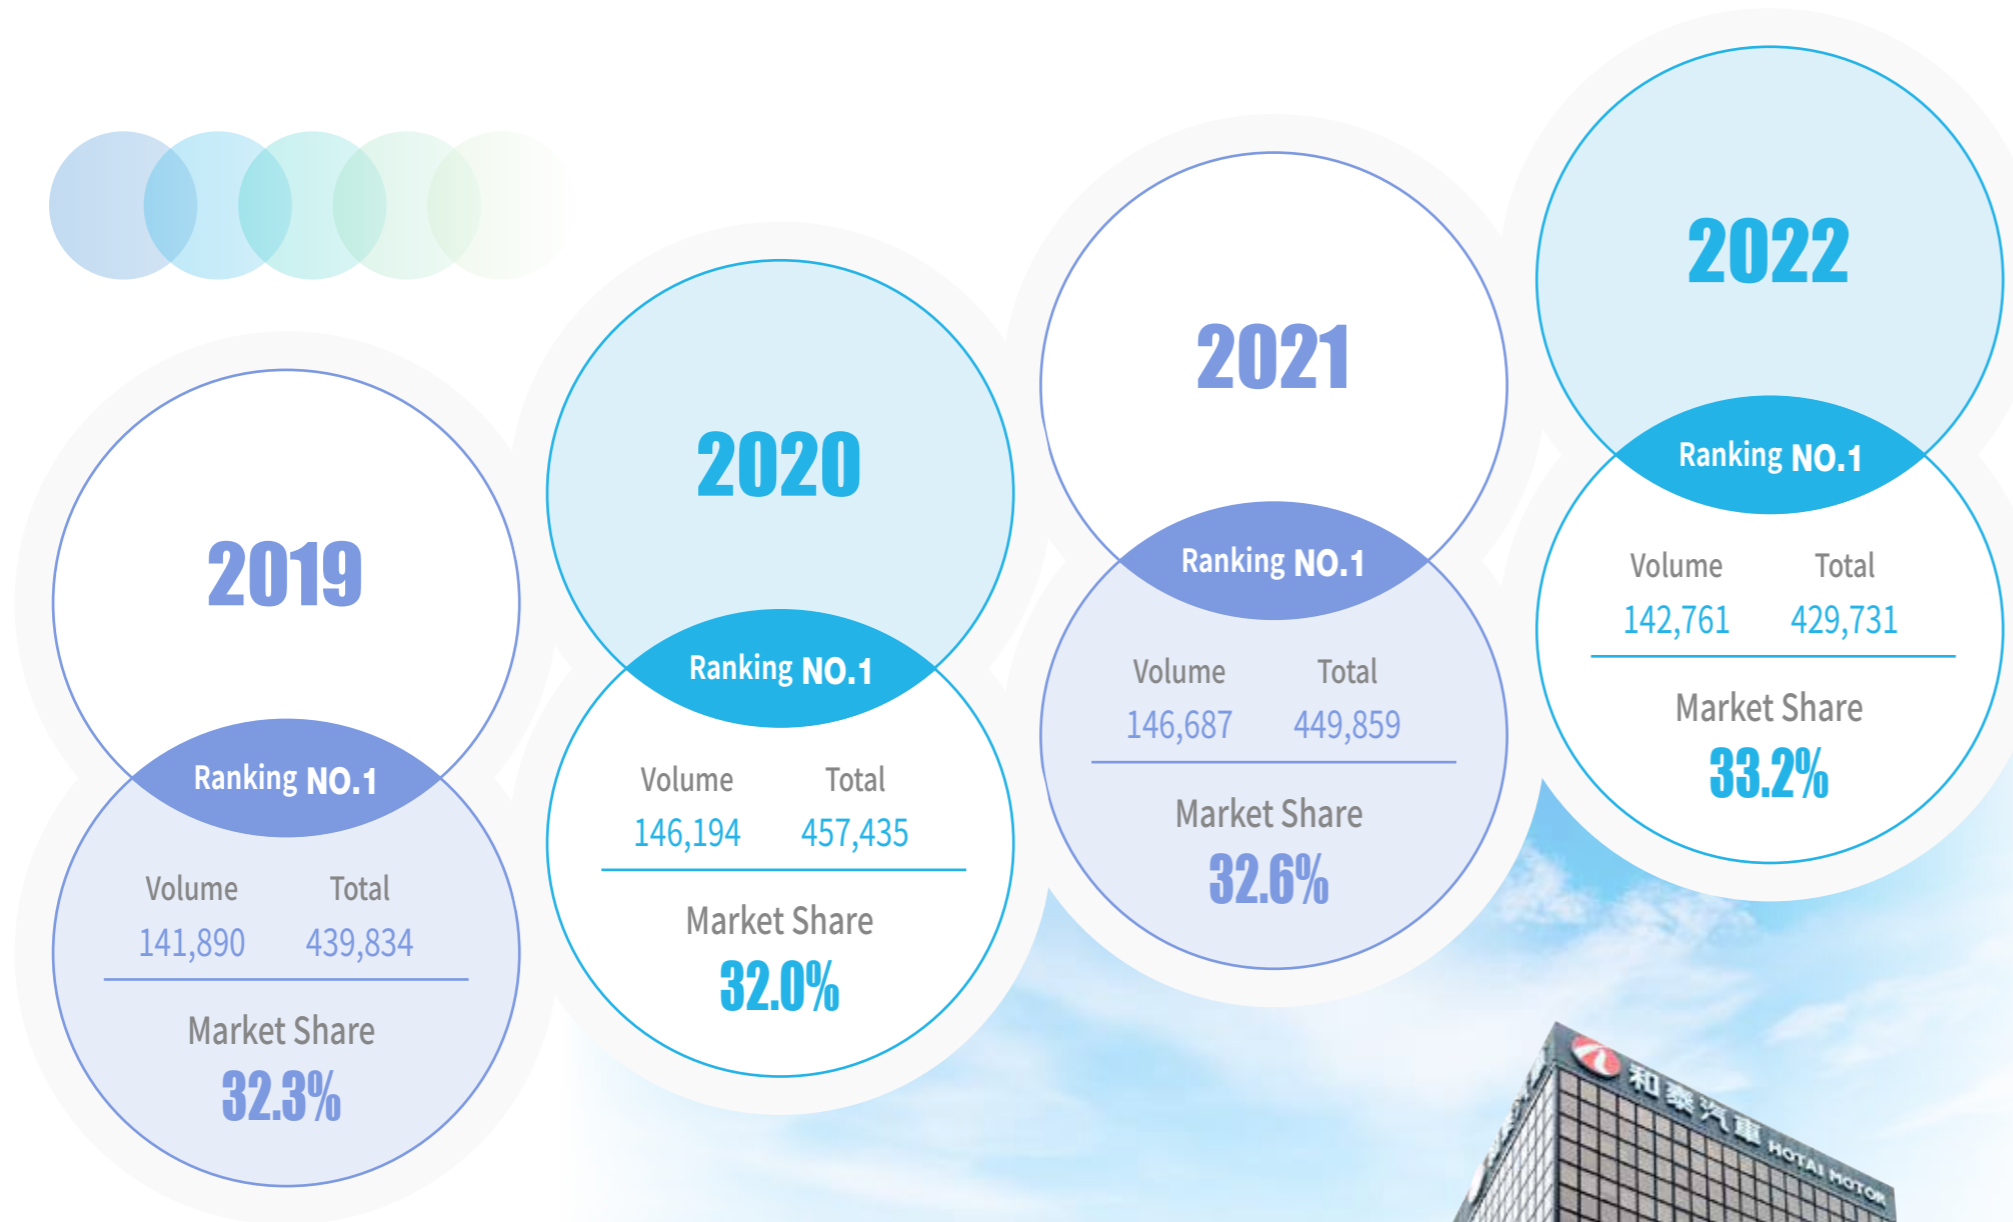 2019
Ranking NO.1
Volume Total
141,890 439,834
Market Share
32.3%
2020
Ranking NO.1
Volume Total
146,194 457,435
Market Share
32.0%
2021
Ranking NO.1
Volume Total
146,687 449,859
Market Share
32.6%
2022
Ranking NO.1
Volume Total
142,761 429,731
Market Share
33.2%
和泰汽車 HOTAI MOTOR